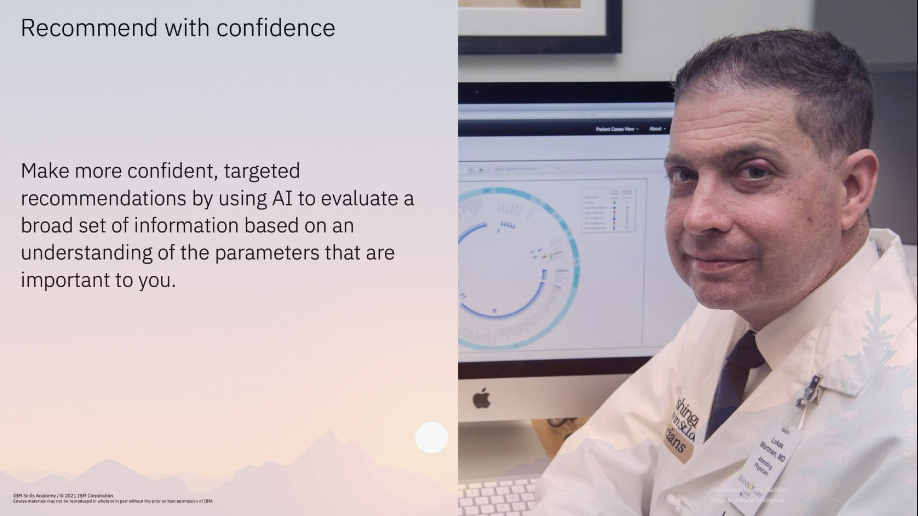 Recommend with confidence
Make more confident, targeted
recommendations by using AI to evaluate a
broad set of information based on an
understanding of the parameters that are
important to you.
IBM Skills Academy / © 2021 IBM Corporation.
Course materials may not be reproduced in whole or in part without the prior written permission of IBM.
Patient Cases View
About
Lukas
Wartman, MD
Attending
Physician